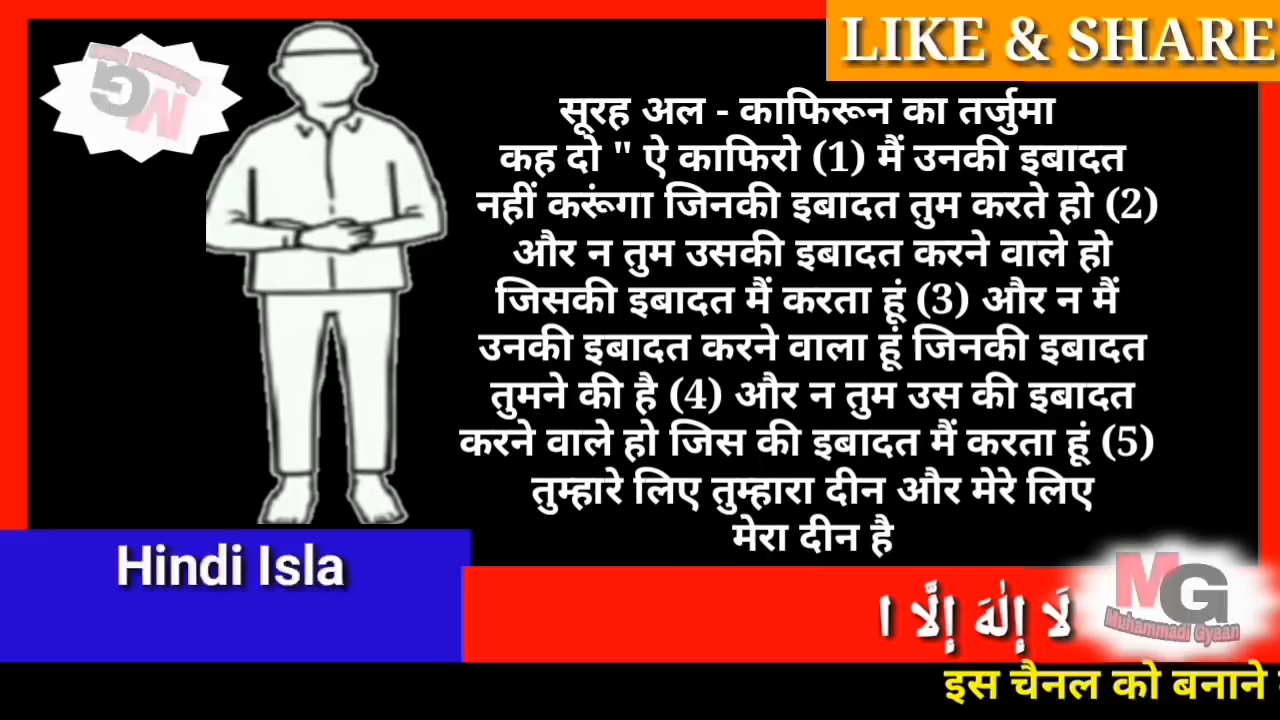 LIKE & SHARE
MG
सूरह अल - काफिरून का तर्जुमा
कह दो " ऐ काफिरो (1) मैं उनकी इबादत
नहीं करूंगा जिनकी इबादत तुम करते हो (2)
और न तुम उसकी इबादत करने वाले हो
जिसकी इबादत मैं करता हूं (3) और न मैं
उनकी इबादत करने वाला हूं जिनकी इबादत
तुमने की है (4) और न तुम उस की इबादत
करने वाले हो जिस की इबादत मैं करता हूं (5)
तुम्हारे लिए तुम्हारा दीन और मेरे लिए
मेरा दीन है
Hindi Isla
لَا إِلٰهَ إِلَّا ا
MG
Muhammadi Gyaan
इस चैनल को बनाने